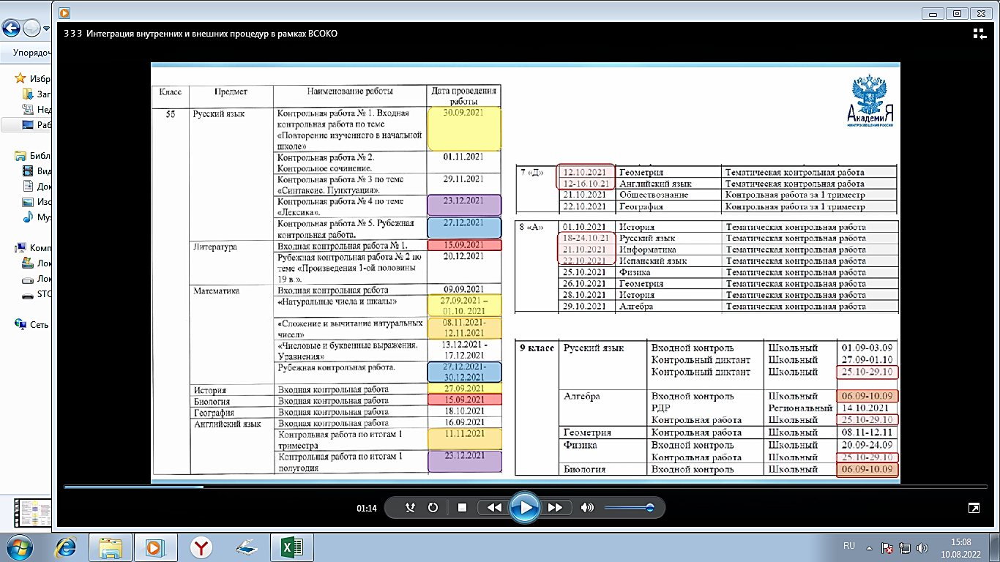 3 3 3 Интеграция внутренних и внешних процедур в рамках ВСОКО
Упорядоч
Избр
Заг
Нед
Раб
Библ
Вид
Док
Изо
Муз
Комп
Лок
Лок
STC
Сеть
Класс Предмет Наименование работы Дата проведения
работы
5б Русский язык Контрольная работа № 1. Входная 30.09.2021
контрольная работа по теме
«Повторение изученного в начальной
школе»
Контрольная работа № 2. 01.11.2021
Контрольное сочинение.
Контрольная работа № 3 по теме 29.11.2021
«Синтаксис. Пунктуация».
Контрольная работа № 4 по теме 23.12.2021
«Лексика».
Контрольная работа № 5. Рубежная 27.12.2021
контрольная работа.
Литература Входная контрольная работа № 1. 15.09.2021
Рубежная контрольная работа № 2 по 20.12.2021
теме «Произведения 1-ой половины
19 в.».
Математика Входная контрольная работа 09.09.2021
«Натуральные числа и шкалы» 27.09.2021 –
01.10. 2021
«Сложение и вычитание натуральных 08.11.2021-
чисел» 12.11.2021
«Числовые и буквенные выражения. 13.12.2021 -
Уравнения» 17.12.2021
Рубежная контрольная работа. 27.12.2021-
30.12.2021
История Входная контрольная работа 27.09.2021
Биология Входная контрольная работа 15.09.2021
География Входная контрольная работа 18.10.2021
Английский язык Входная контрольная работа 16.09.2021
Контрольная работа по итогам 1 11.11.2021
триместра
Контрольная работа по итогам 1 23.12.2021
полугодия
АкадемиЯ
МИНПРОСВЕЩЕНИЯ РОССИИ
7 «Д» 12.10.2021 Геометрия Тематическая контрольная работа
12-16.10.21 Английский язык Тематическая контрольная работа
21.10.2021 Обществознание Контрольная работа за 1 триместр
22.10.2021 География Контрольная работа за 1 триместр
8 «А» 01.10.2021 История Тематическая контрольная работа
18-24.10.21 Русский язык Тематическая контрольная работа
21.10.2021 Информатика Тематическая контрольная работа
22.10.2021 Испанский язык Тематическая контрольная работа
25.10.2021 Физика Тематическая контрольная работа
26.10.2021 Геометрия Тематическая контрольная работа
28.10.2021 История Тематическая контрольная работа
29.10.2021 Алгебра Тематическая контрольная работа
9 класс Русский язык Входной контроль Школьный 01.09-03.09
Контрольный диктант Школьный 27.09-01.10
Контрольный диктант Школьный 25.10-29.10
Алгебра Входной контроль Школьный 06.09-10.09
РДР Региональный 14.10.2021
Контрольная работа Школьный 25.10-29.10
Геометрия Контрольная работа Школьный 08.11-12.11
Физика Входной контроль Школьный 20.09-24.09
Контрольная работа Школьный 25.10-29.10
Биология Входной контроль Школьный 06.09-10.09
01:14
RU
15:08
10.08.2022